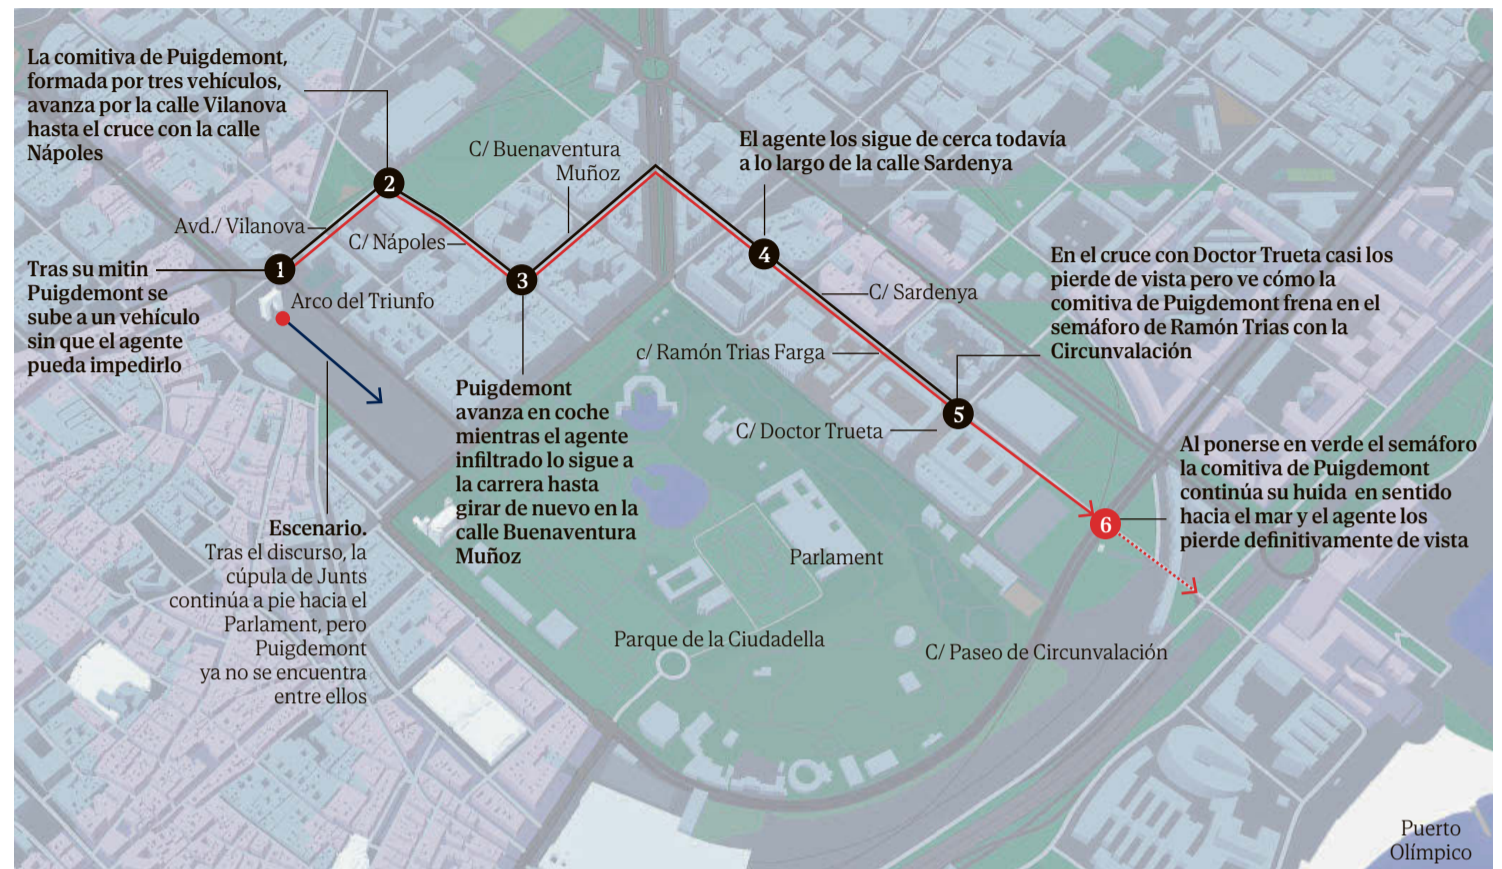 La comitiva de Puigdemont,
formada por tres vehículos,
avanza por la calle Vilanova
hasta el cruce con la calle
Nápoles
2
Avd./ Vilanova
C/ Nápoles
1
Tras su mitin
Puigdemont se
sube a un vehículo
sin que el agente
pueda impedirlo
Arco del Triunfo
Escenario.
Tras el discurso, la
cúpula de Junts
continúa a pie hacia el
Parlament, pero
Puigdemont
ya no se encuentra
entre ellos
C/ Buenaventura
Muñoz
3
Puigdemont
avanza en coche
mientras el agente
infiltrado lo sigue a
la carrera hasta
girar de nuevo en la
calle Buenaventura
Muñoz
El agente los sigue de cerca todavía
a lo largo de la calle Sardenya
4
C/ Sardenya
c/ Ramón Trias Farga
En el cruce con Doctor Trueta casi los
pierde de vista pero ve cómo la
comitiva de Puigdemont frena en el
semáforo de Ramón Trias con la
Circunvalación
5
C/ Doctor Trueta
Al ponerse en verde el semáforo
la comitiva de Puigdemont
continúa su huida en sentido
hacia el mar y el agente los
pierde definitivamente de vista
6
Parlament
Parque de la Ciudadella
C/ Paseo de Circunvalación
Puerto
Olímpico